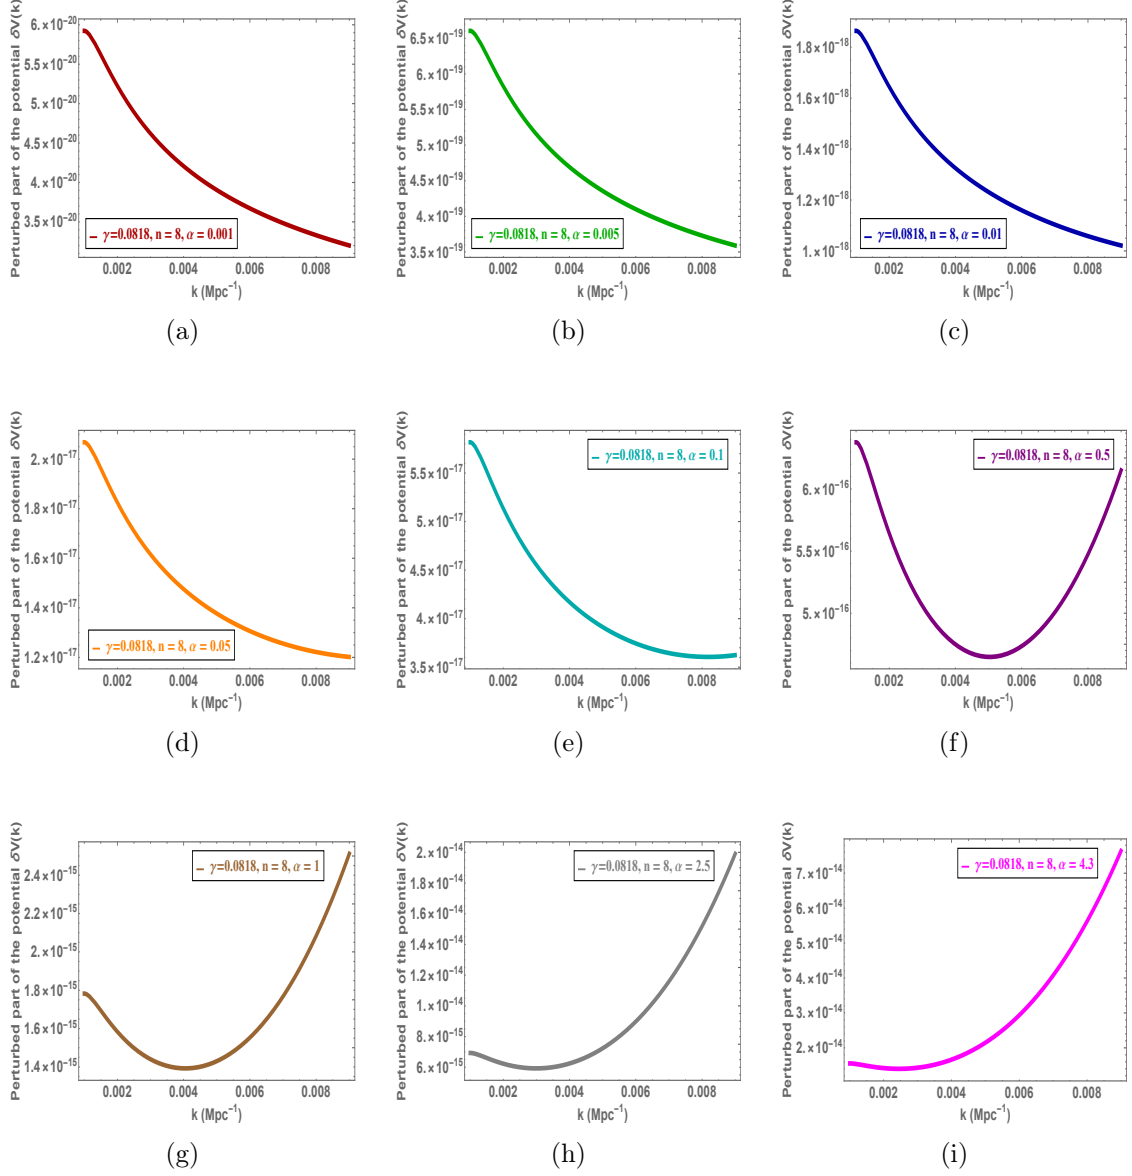 Perturbed part of the potential δV(k)
6.×10⁻²⁰
5.5×10⁻²⁰
5.×10⁻²⁰
4.5×10⁻²⁰
4.×10⁻²⁰
3.5×10⁻²⁰
γ=0.0818, n = 8, α = 0.001
0.002 0.004 0.006 0.008
k (Mpc⁻¹)
(a)
Perturbed part of the potential δV(k)
6.5×10⁻¹⁹
6.×10⁻¹⁹
5.5×10⁻¹⁹
5.×10⁻¹⁹
4.5×10⁻¹⁹
4.×10⁻¹⁹
3.5×10⁻¹⁹
γ=0.0818, n = 8, α = 0.005
0.002 0.004 0.006 0.008
k (Mpc⁻¹)
(b)
Perturbed part of the potential δV(k)
1.8×10⁻¹⁸
1.6×10⁻¹⁸
1.4×10⁻¹⁸
1.2×10⁻¹⁸
1.×10⁻¹⁸
γ=0.0818, n = 8, α = 0.01
0.002 0.004 0.006 0.008
k (Mpc⁻¹)
(c)
Perturbed part of the potential δV(k)
2.×10⁻¹⁷
1.8×10⁻¹⁷
1.6×10⁻¹⁷
1.4×10⁻¹⁷
1.2×10⁻¹⁷
γ=0.0818, n = 8, α = 0.05
0.002 0.004 0.006 0.008
k (Mpc⁻¹)
(d)
Perturbed part of the potential δV(k)
5.5×10⁻¹⁷
5.×10⁻¹⁷
4.5×10⁻¹⁷
4.×10⁻¹⁷
3.5×10⁻¹⁷
γ=0.0818, n = 8, α = 0.1
0.002 0.004 0.006 0.008
k (Mpc⁻¹)
(e)
Perturbed part of the potential δV(k)
6.×10⁻¹⁶
5.5×10⁻¹⁶
5.×10⁻¹⁶
γ=0.0818, n = 8, α = 0.5
0.002 0.004 0.006 0.008
k (Mpc⁻¹)
(f)
Perturbed part of the potential δV(k)
2.4×10⁻¹⁵
2.2×10⁻¹⁵
2.×10⁻¹⁵
1.8×10⁻¹⁵
1.6×10⁻¹⁵
1.4×10⁻¹⁵
γ=0.0818, n = 8, α = 1
0.002 0.004 0.006 0.008
k (Mpc⁻¹)
(g)
Perturbed part of the potential δV(k)
2.×10⁻¹⁴
1.8×10⁻¹⁴
1.6×10⁻¹⁴
1.4×10⁻¹⁴
1.2×10⁻¹⁴
1.×10⁻¹⁴
8.×10⁻¹⁵
6.×10⁻¹⁵
γ=0.0818, n = 8, α = 2.5
0.002 0.004 0.006 0.008
k (Mpc⁻¹)
(h)
Perturbed part of the potential δV(k)
7.×10⁻¹⁴
6.×10⁻¹⁴
5.×10⁻¹⁴
4.×10⁻¹⁴
3.×10⁻¹⁴
2.×10⁻¹⁴
γ=0.0818, n = 8, α = 4.3
0.002 0.004 0.006 0.008
k (Mpc⁻¹)
(i)